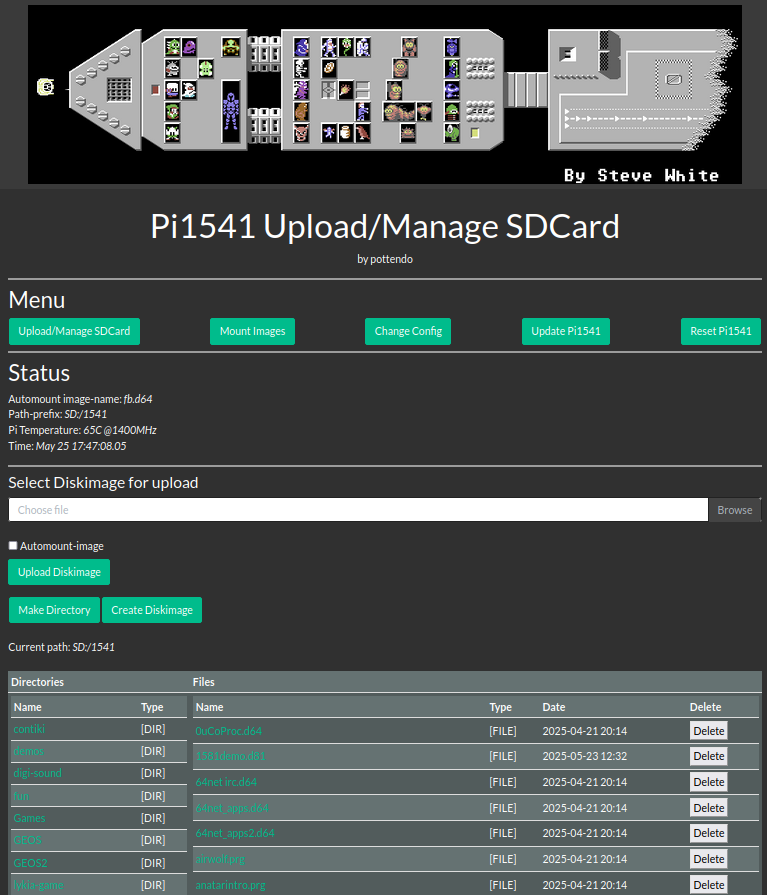 By Steve White
Pi1541 Upload/Manage SDCard
by pottendo
Menu
Upload/Manage SDCard Mount Images Change Config Update Pi1541 Reset Pi1541
Status
Automount image-name: fb.d64
Path-prefix: SD:/1541
Pi Temperature: 65C @1400MHz
Time: May 25 17:47:08.05
Select Diskimage for upload
Choose file Browse
Automount-image
Upload Diskimage
Make Directory Create Diskimage
Current path: SD:/1541
Directories Files
Name Type Name Type Date Delete
contiki [DIR] 0uCoProc.d64 [FILE] 2025-04-21 20:14 Delete
demos [DIR] 1581demo.d81 [FILE] 2025-05-23 12:32 Delete
digi-sound [DIR] 64net irc.d64 [FILE] 2025-04-21 20:14 Delete
fun [DIR] 64net_apps.d64 [FILE] 2025-04-21 20:14 Delete
Games [DIR] 64net_apps2.d64 [FILE] 2025-04-21 20:14 Delete
GEOS [DIR] airwolf.prg [FILE] 2025-04-21 20:14 Delete
GEOS2 [DIR] anatarintro.prg [FILE] 2025-04-21 20:14 Delete
lykia-game [DIR]